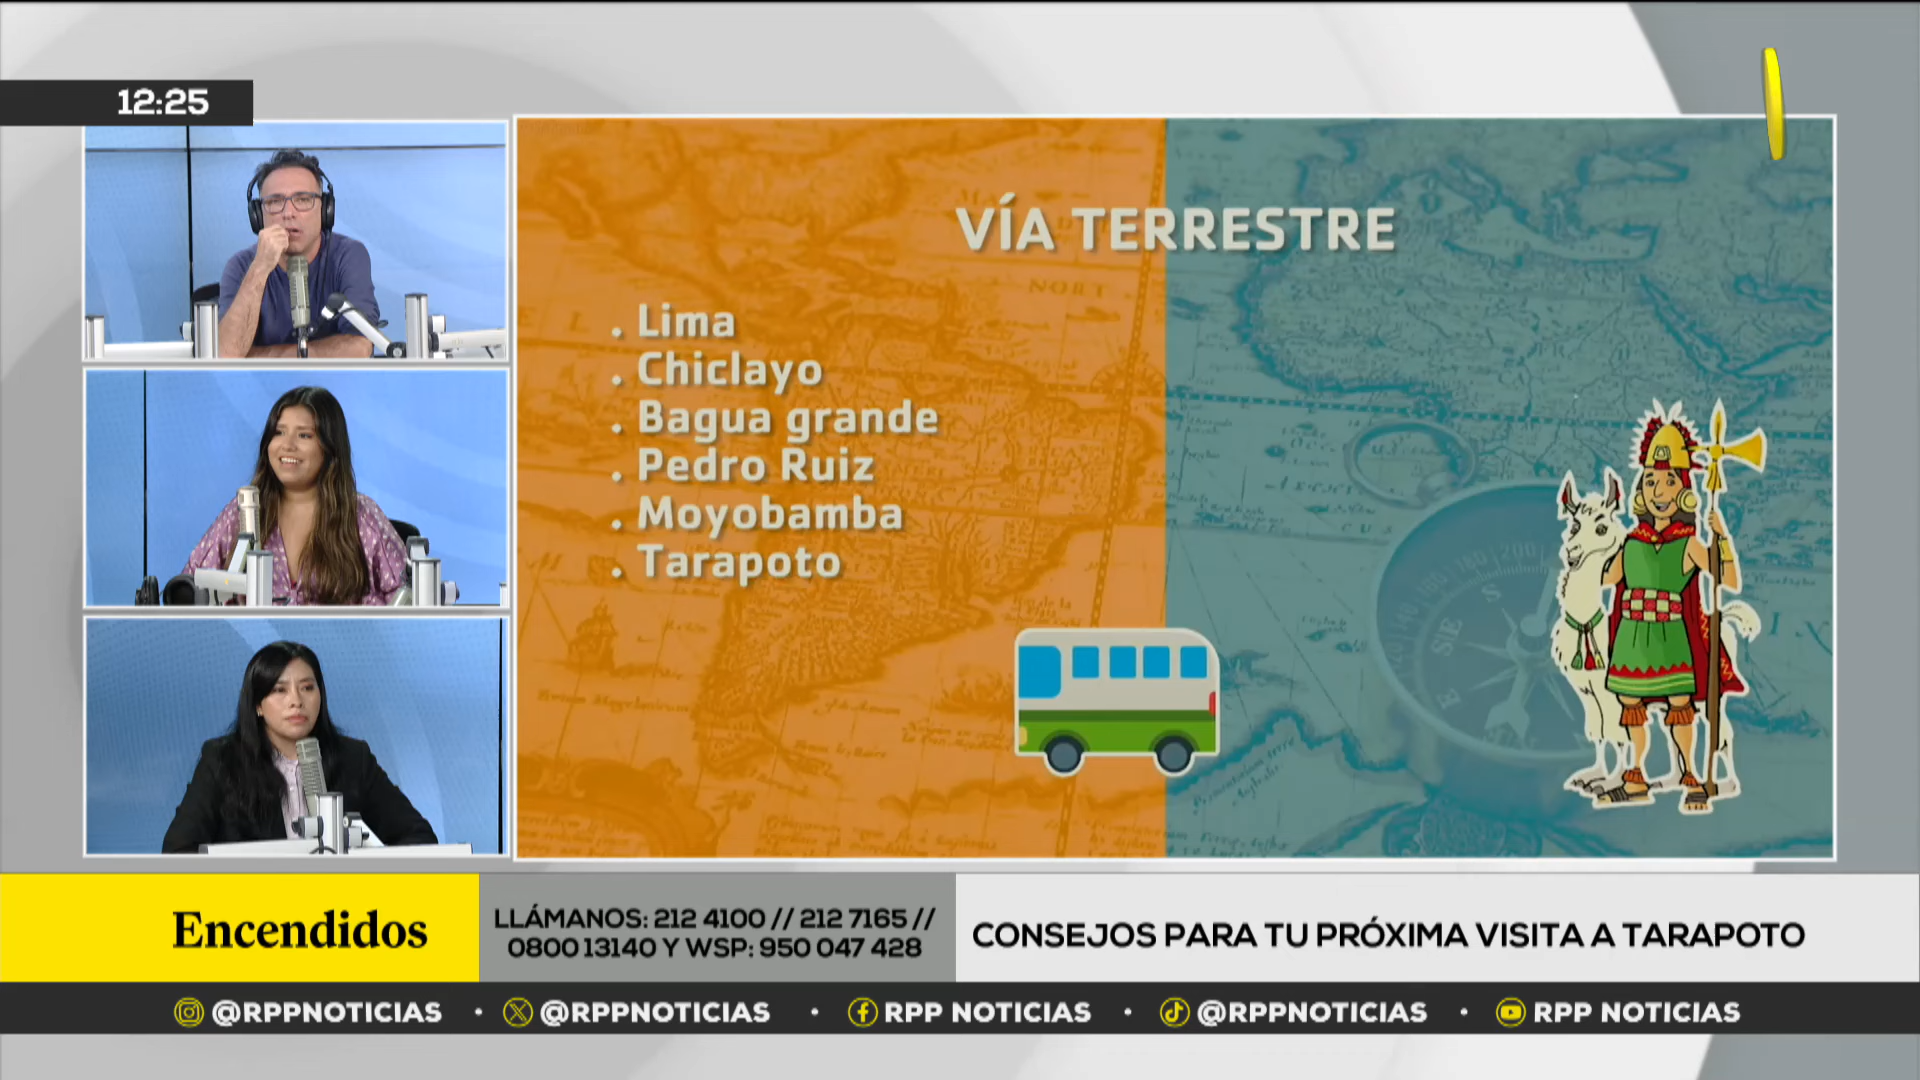 12:25
VÍA TERRESTRE
. Lima
. Chiclayo
. Bagua grande
. Pedro Ruiz
. Moyobamba
. Tarapoto
Encendidos
LLÁMANOS: 212 4100 // 212 7165 //
0800 13140 Y WSP: 950 047 428
CONSEJOS PARA TU PRÓXIMA VISITA A TARAPOTO
@RPPNOTICIAS · @RPPNOTICIAS · RPP NOTICIAS · @RPPNOTICIAS · RPP NOTICIAS